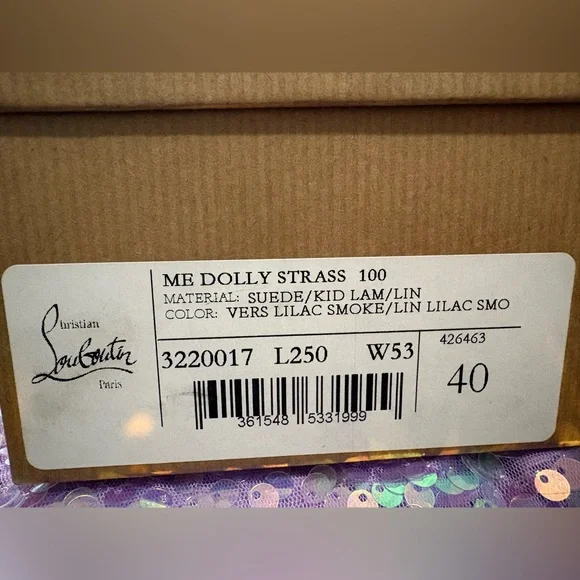 ME DOLLY STRASS 100
MATERIAL: SUEDE/KID LAM/LIN
COLOR: VERS LILAC SMOKE/LIN LILAC SMO
Christian
Louboutin
Paris
3220017 L250 W53
426463
40
361548 5331999